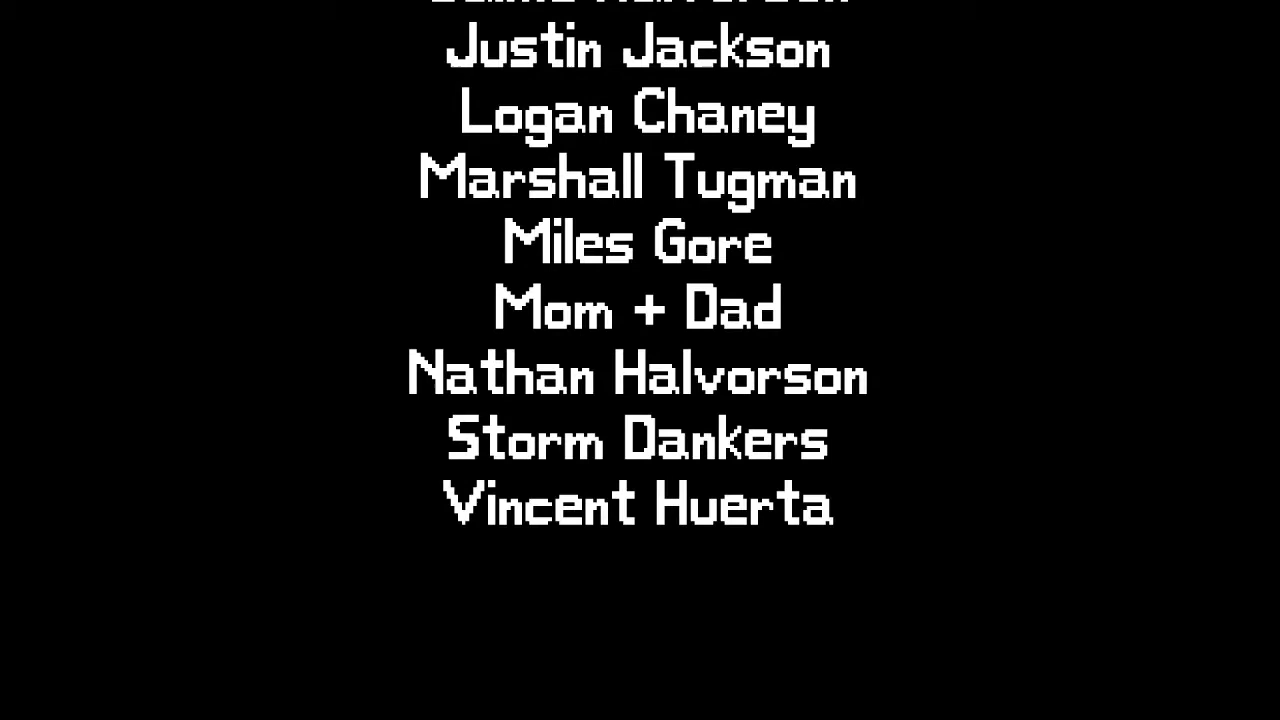 Justin Jackson
Logan Chaney
Marshall Tugman
Miles Gore
Mom + Dad
Nathan Halvorson
Storm Dankers
Vincent Huerta